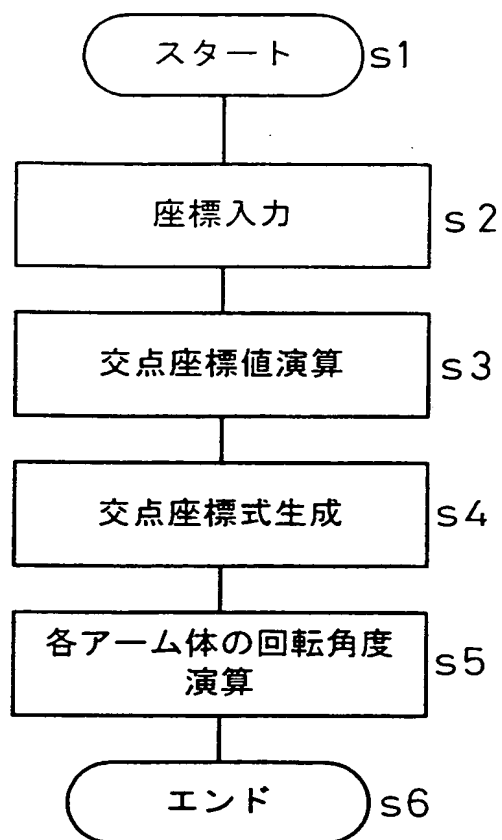 スタート s1
座標入力 s2
交点座標値演算 s3
交点座標式生成 s4
各アーム体の回転角度
演算 s5
エンド s6